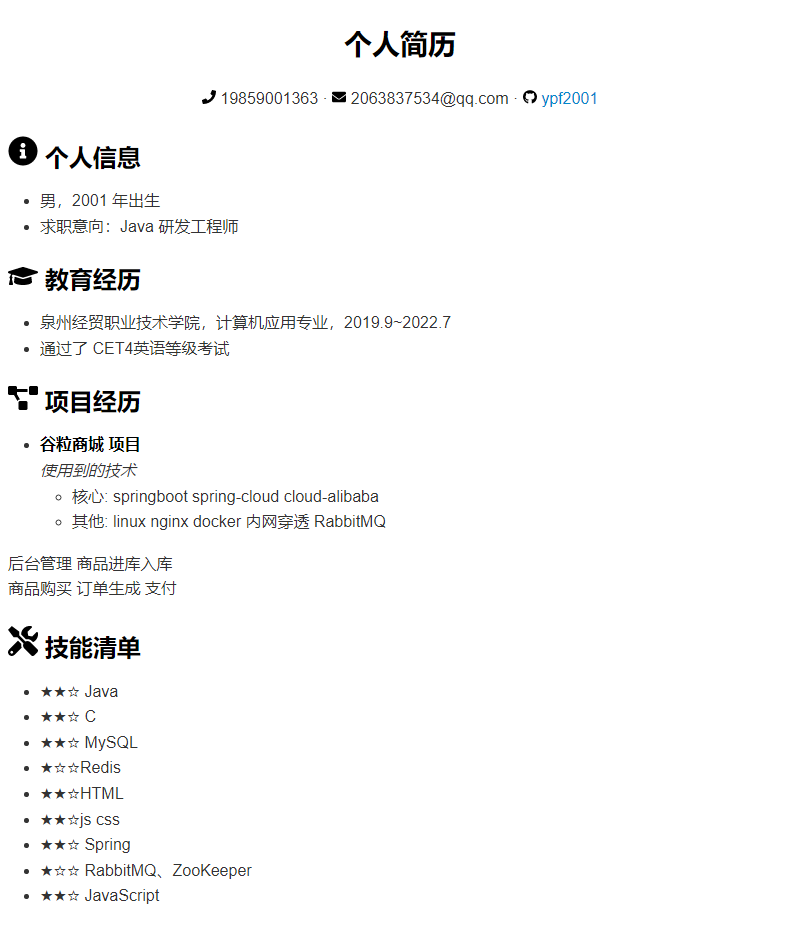 个人简历
19859001363 · 2063837534@qq.com · ypf2001
个人信息
男，2001 年出生
求职意向：Java 研发工程师
教育经历
泉州经贸职业技术学院，计算机应用专业，2019.9~2022.7
通过了 CET4英语等级考试
项目经历
谷粒商城 项目
使用到的技术
核心: springboot spring-cloud cloud-alibaba
其他: linux nginx docker 内网穿透 RabbitMQ
后台管理 商品进库入库
商品购买 订单生成 支付
技能清单
★★☆ Java
★★☆ C
★★☆ MySQL
★☆☆Redis
★★☆HTML
★★☆js css
★★☆ Spring
★☆☆ RabbitMQ、ZooKeeper
★★☆ JavaScript